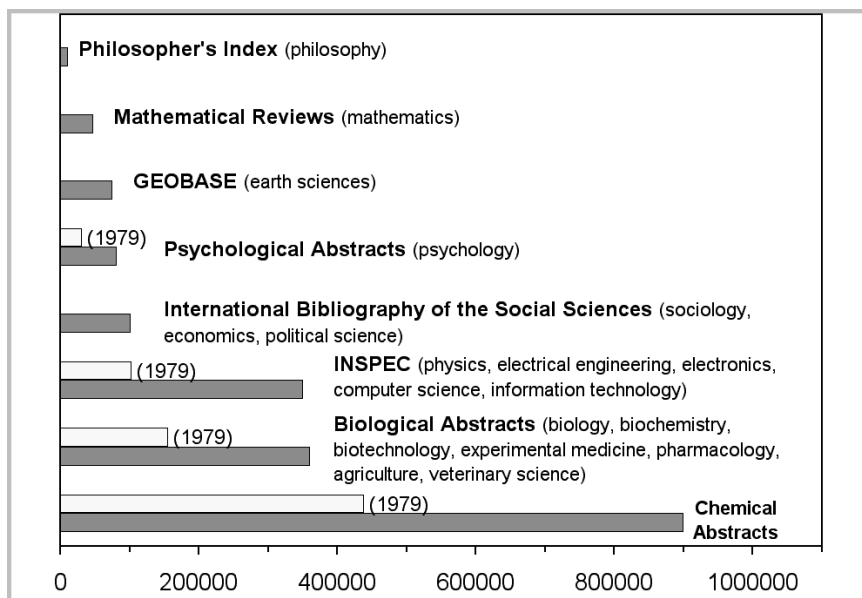 Philosopher's Index (philosophy)
Mathematical Reviews (mathematics)
GEOBASE (earth sciences)
(1979)
Psychological Abstracts (psychology)
International Bibliography of the Social Sciences (sociology,
economics, political science)
INSPEC (physics, electrical engineering, electronics,
(1979)
computer science, information technology)
Biological Abstracts (biology, biochemistry,
(1979)
biotechnology, experimental medicine, pharmacology,
agriculture, veterinary science)
(1979)
Chemical
Abstracts
0 200000 400000 600000 800000 1000000